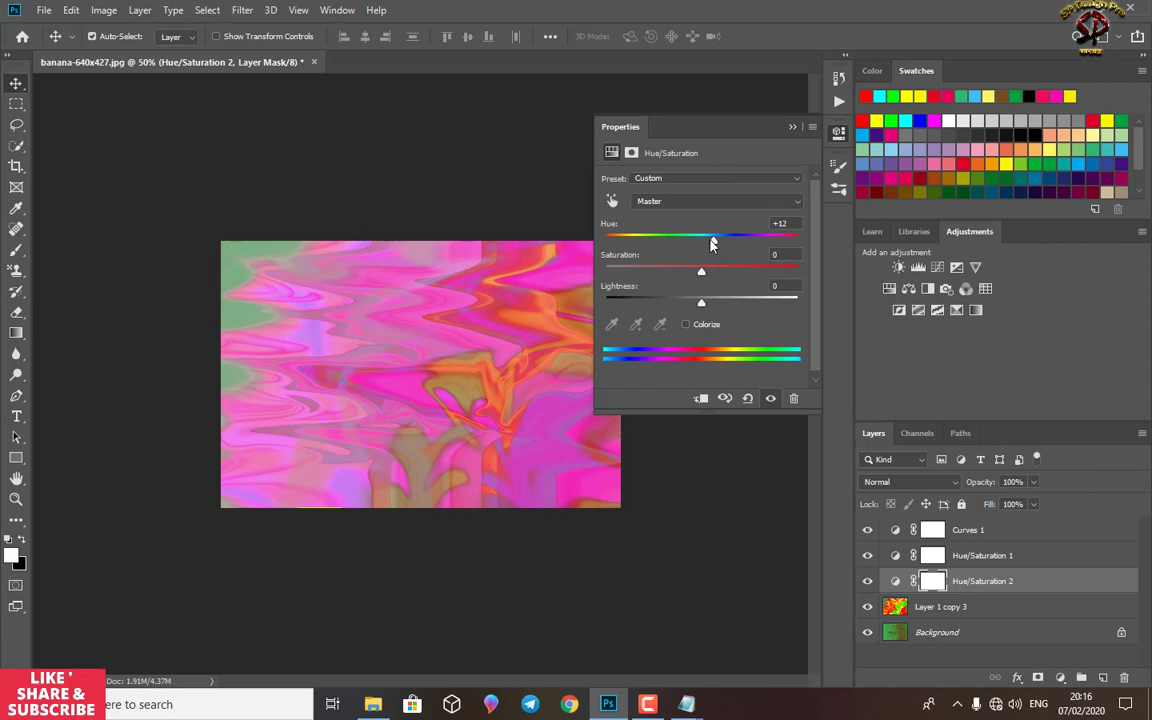 Ps File Edit Image Layer Type Select Filter 3D View Window Help
Auto-Select: Layer Show Transform Controls 3D Mode:
banana-640x427.jpg @ 50% (Hue/Saturation 2, Layer Mask/8) *
Properties
Hue/Saturation
Preset: Custom
Master
Hue: +12
Saturation: 0
Lightness: 0
Colorize
Color Swatches
Learn Libraries Adjustments
Add an adjustment
Layers Channels Paths
Kind
Normal Opacity: 100%
Lock: Fill: 100%
Curves 1
Hue/Saturation 1
Hue/Saturation 2
Layer 1 copy 3
Background
Doc: 1.91M/4.37M
LIKE '
SHARE &
SUBSCRIBE
here to search
Ps
ENG
20:16
07/02/2020